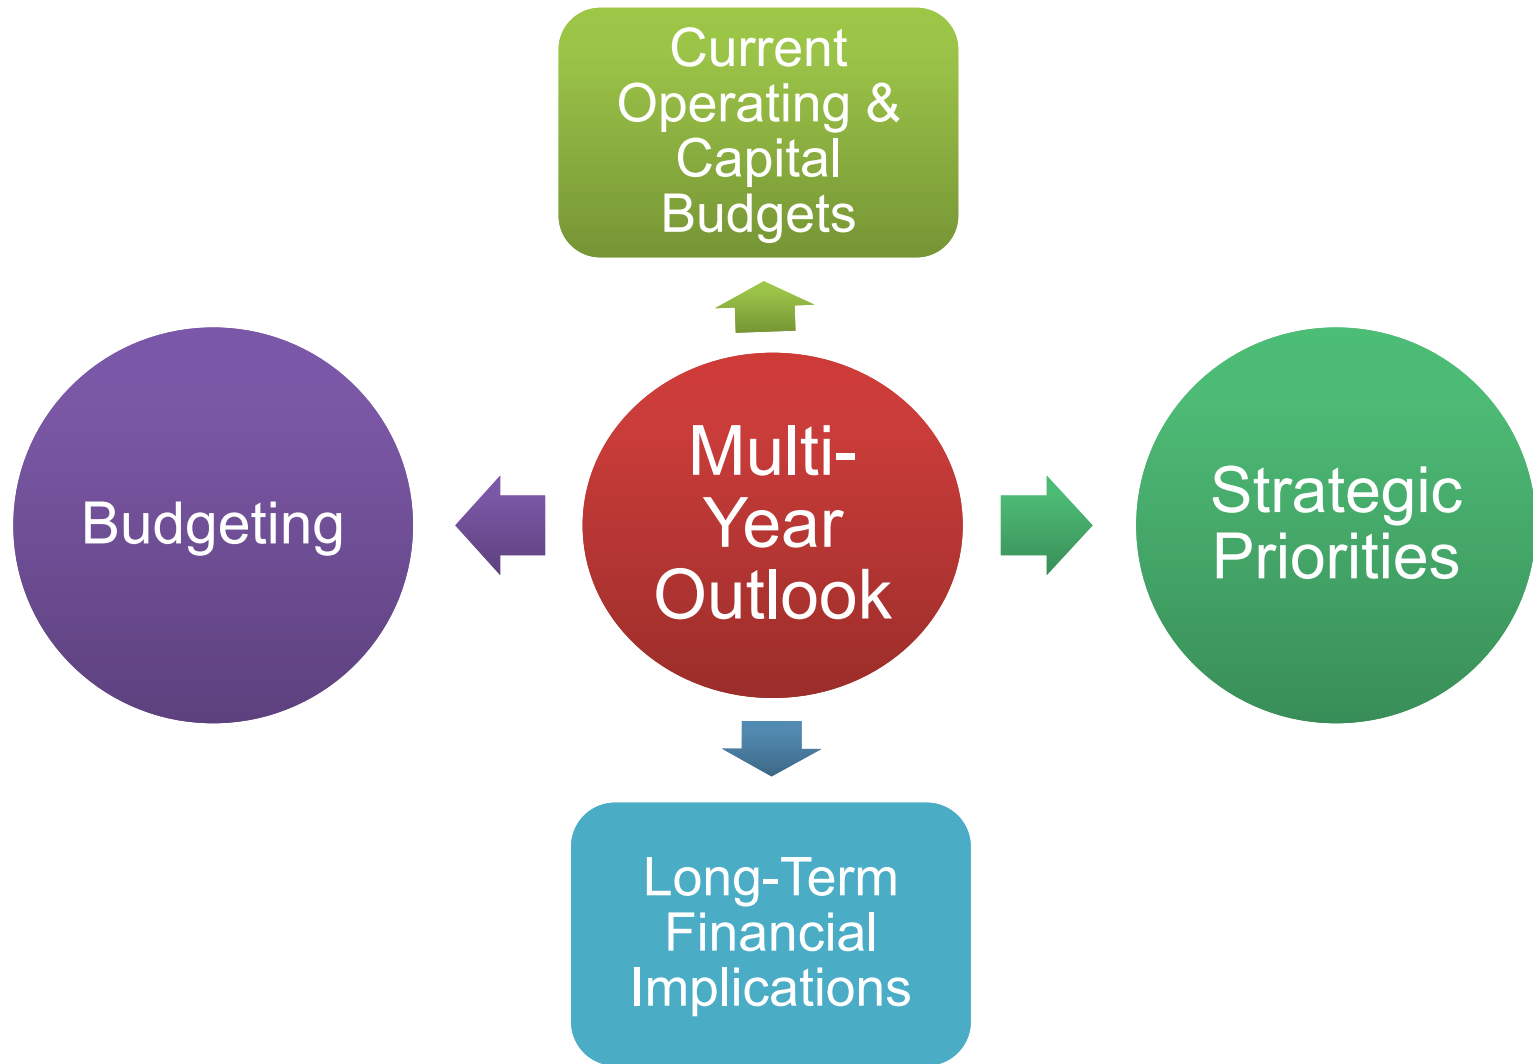 Current
Operating &
Capital
Budgets
Budgeting
Multi-
Year
Outlook
Strategic
Priorities
Long-Term
Financial
Implications